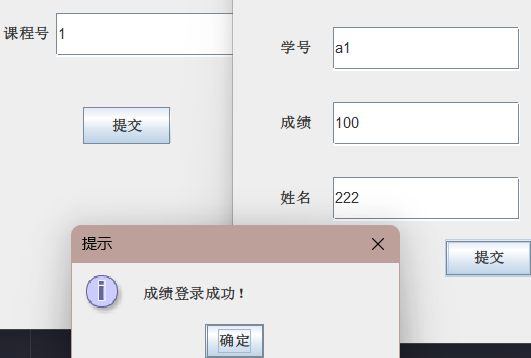 课程号 1
提交
学号 a1
成绩 100
姓名 222
提交
提示
成绩登录成功！
确定